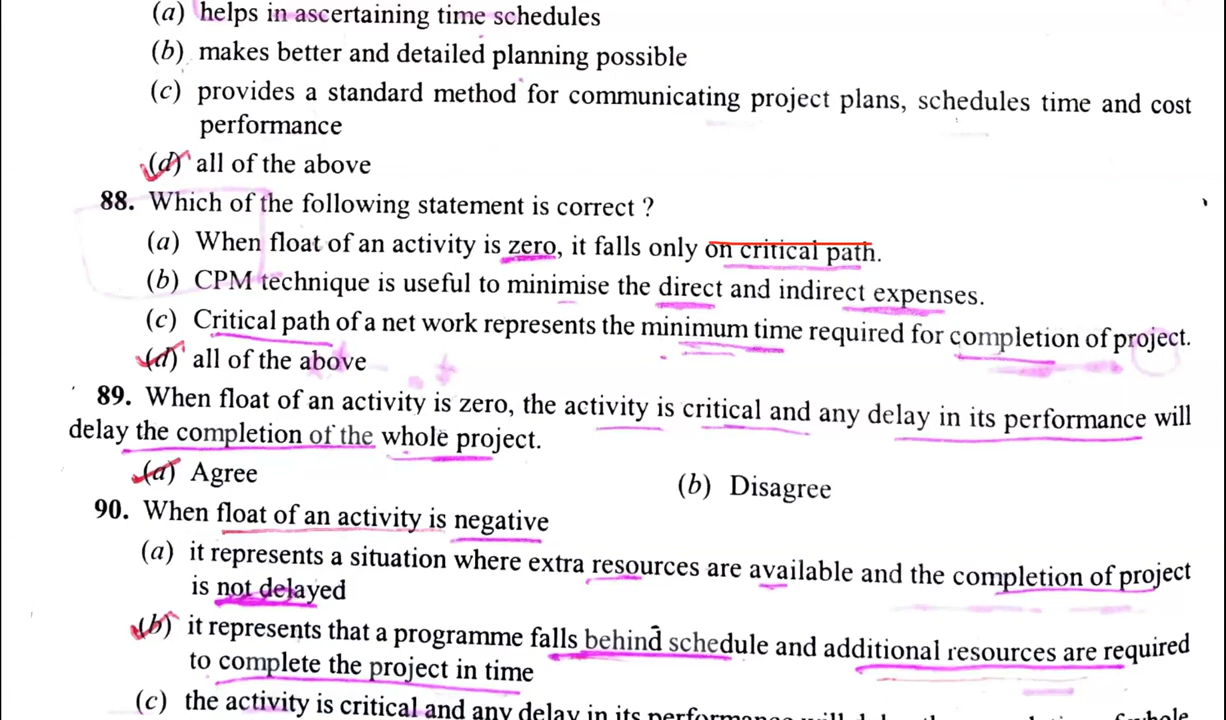 (a) helps in ascertaining time schedules
(b) makes better and detailed planning possible
(c) provides a standard method for communicating project plans, schedules time and cost
performance
(d) all of the above
88. Which of the following statement is correct ?
(a) When float of an activity is zero, it falls only on critical path.
(b) CPM technique is useful to minimise the direct and indirect expenses.
(c) Critical path of a net work represents the minimum time required for completion of project.
(d) all of the above
89. When float of an activity is zero, the activity is critical and any delay in its performance will
delay the completion of the whole project.
(a) Agree (b) Disagree
90. When float of an activity is negative
(a) it represents a situation where extra resources are available and the completion of project
is not delayed
(b) it represents that a programme falls behind schedule and additional resources are required
to complete the project in time
(c) the activity is critical and any delay in its